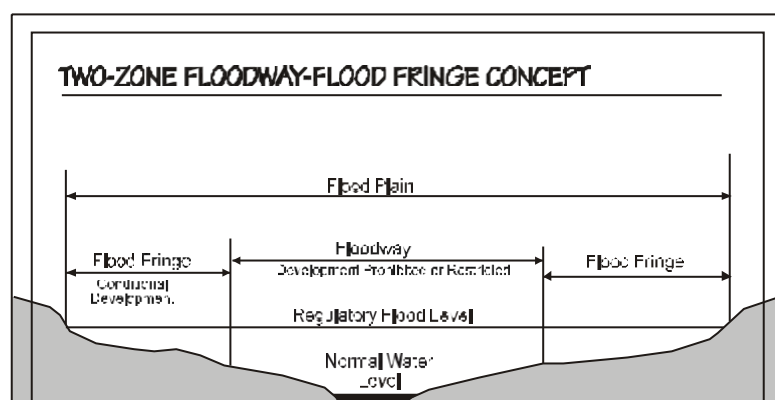 TWO-ZONE FLOODWAY-FLOOD FRINGE CONCEPT
Flood Plain
Floodway
Flood Fringe
Development Prohibited or Restricted
Flood Fringe
Conditional
Development
Regulatory Flood Level
Normal Water
Level